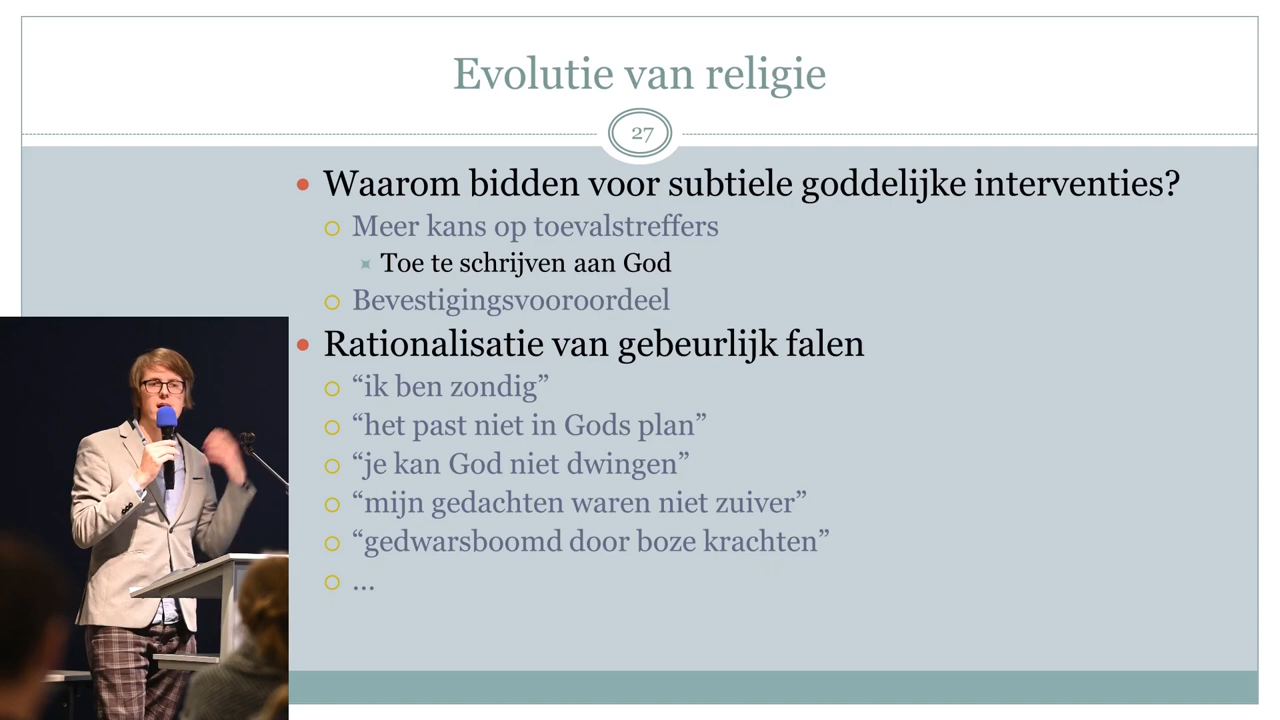 Evolutie van religie
27
Waarom bidden voor subtiele goddelijke interventies?
Meer kans op toevalstreffers
Toe te schrijven aan God
Bevestigingsvooroordeel
Rationalisatie van gebeurlijk falen
“ik ben zondig”
“het past niet in Gods plan”
“je kan God niet dwingen”
“mijn gedachten waren niet zuiver”
“gedwarsboomd door boze krachten”
...